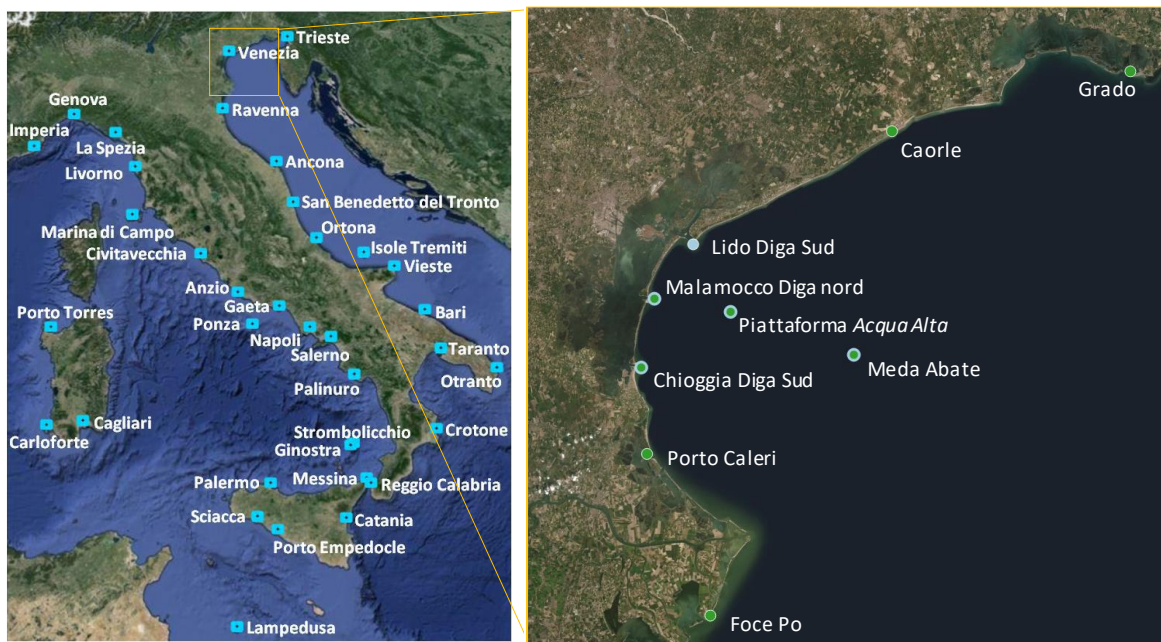 Trieste
Venezia
Genova
Ravenna
Imperia
La Spezia
Livorno
Ancona
San Benedetto del Tronto
Marina di Campo
Ortona
Civitavecchia
Isole Tremiti
Vieste
Anzio
Gaeta
Bari
Porto Torres
Ponza
Napoli
Salerno
Taranto
Palinuro
Otranto
Cagliari
Carloforte
Strombolicchio
Crotone
Ginostra
Messina
Palermo
Reggio Calabria
Sciacca
Catania
Porto Empedocle
Lampedusa
Grado
Caorle
Lido Diga Sud
Malamocco Diga nord
Piattaforma Acqua Alta
Meda Abate
Chioggia Diga Sud
Porto Caleri
Foce Po